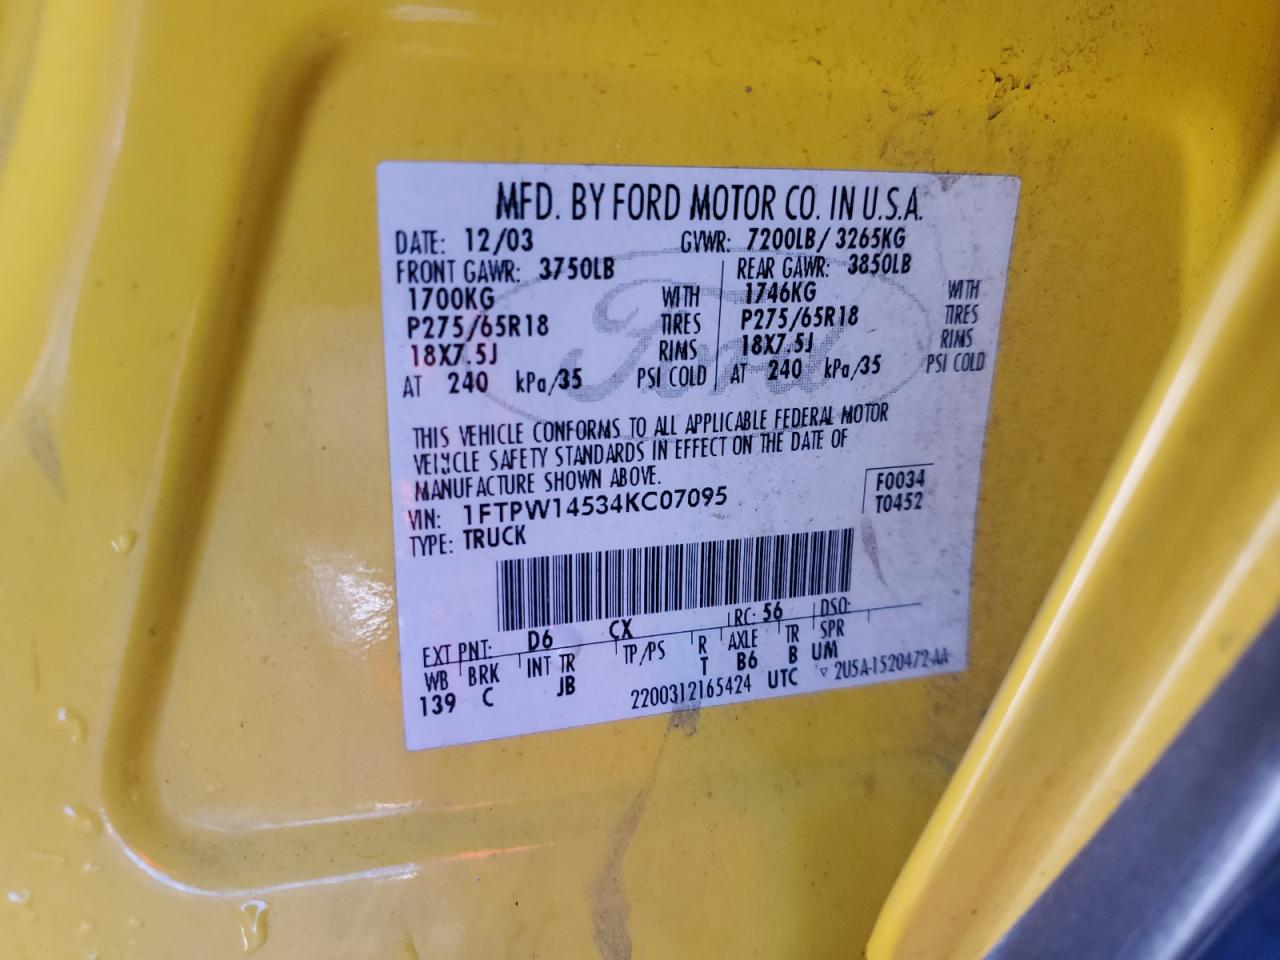 MFD. BY FORD MOTOR CO. IN U.S.A.
DATE: 12/03 GVWR: 7200LB / 3265KG
FRONT GAWR: 3750LB REAR GAWR: 3850LB
1700KG WITH 1746KG WITH
P275/65R18 TIRES P275/65R18 TIRES
18X7.5J RIMS 18X7.5J RIMS
AT 240 kPa/35 PSI COLD AT 240 kPa/35 PSI COLD
Ford
THIS VEHICLE CONFORMS TO ALL APPLICABLE FEDERAL MOTOR
VEHICLE SAFETY STANDARDS IN EFFECT ON THE DATE OF
MANUFACTURE SHOWN ABOVE.
VIN: 1FTPW14534KC07095 F0034
TYPE: TRUCK T0452
EXT PNT: D6 CX RC: 56 DSO:
WB BRK INT TR TP/PS R AXLE TR SPR
139 C JB T B6 B UM
2200312165424 UTC ▽ 2U5A-1520472-AA